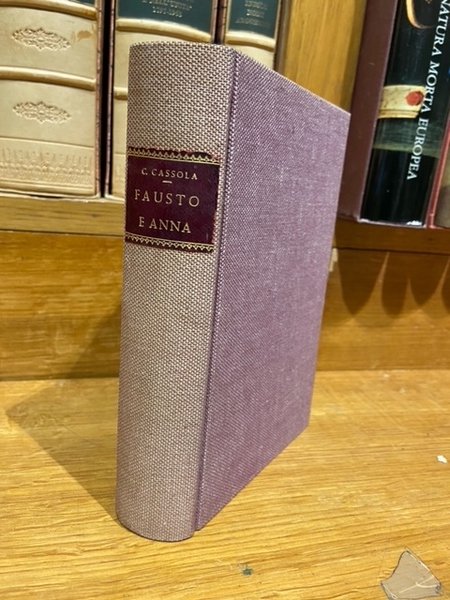 C. CASSOLA
FAUSTO
E ANNA
NATURA MORTA EUROPEA